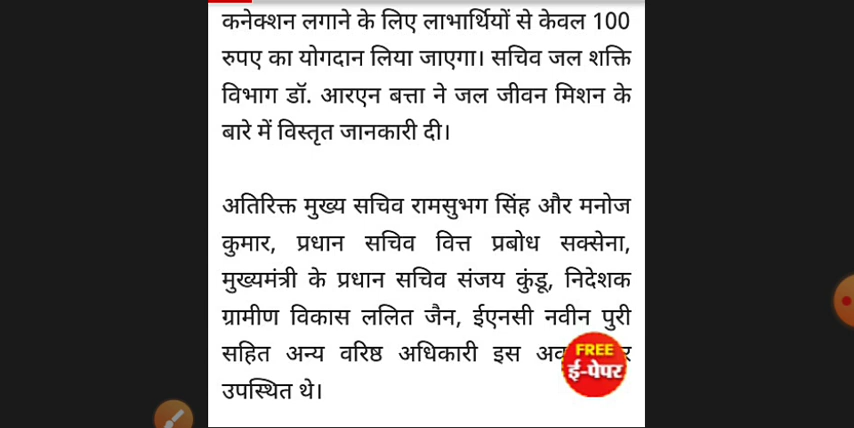 कनेक्शन लगाने के लिए लाभार्थियों से केवल 100
रुपए का योगदान लिया जाएगा। सचिव जल शक्ति
विभाग डॉ. आरएन बत्ता ने जल जीवन मिशन के
बारे में विस्तृत जानकारी दी।
अतिरिक्त मुख्य सचिव रामसुभग सिंह और मनोज
कुमार, प्रधान सचिव वित्त प्रबोध सक्सेना,
मुख्यमंत्री के प्रधान सचिव संजय कुंडू, निदेशक
ग्रामीण विकास ललित जैन, ईएनसी नवीन पुरी
सहित अन्य वरिष्ठ अधिकारी इस
उपस्थित थे।
FREE
ई-पेपर